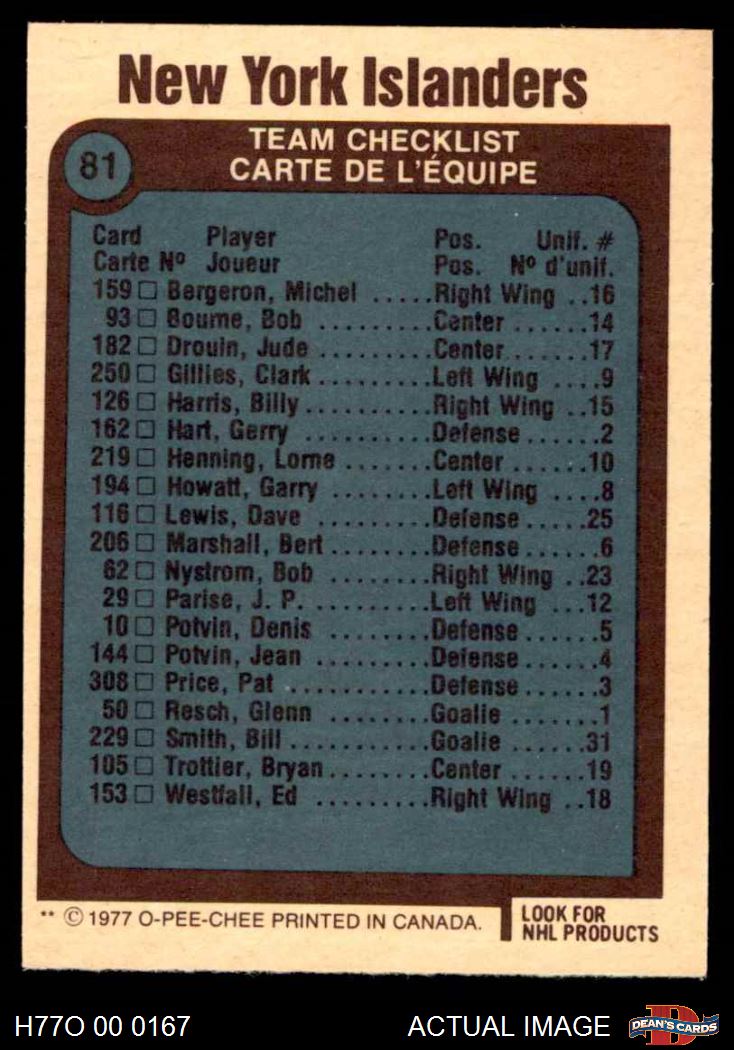 New York Islanders
TEAM CHECKLIST
81
CARTE DE L'ÉQUIPE
Card Player Pos. Unif. #
Carte Nº Joueur Pos. Nº d'unif.
159 □ Bergeron, Michel .....Right Wing ..16
93 □ Bourne, Bob .........Center ......14
182 □ Drouin, Jude .........Center.......17
250 □ Gillies, Clark .........Left Wing ....9
126 □ Harris, Billy..........Right Wing ..15
162 □ Hart, Gerry ..........Defense......2
219 □ Henning, Lorne .......Center ......10
194 □ Howatt, Garry ........Left Wing ....8
116 □ Lewis, Dave .........Defense.....25
206 □ Marshall, Bert ........Defense......6
62 □ Nystrom, Bob ........Right Wing ..23
29 □ Parise, J. P. .........Left Wing ...12
10 □ Potvin, Denis ........Defense......5
144 □ Potvin, Jean .........Defense......4
308 □ Price, Pat ...........Defense......3
50 □ Resch, Glenn ........Goalie .......1
229 □ Smith, Bill...........Goalie ......31
105 □ Trottier, Bryan........Center ......19
153 □ Westfall, Ed .........Right Wing ..18
** © 1977 O-PEE-CHEE PRINTED IN CANADA.
LOOK FOR
NHL PRODUCTS
H77O 00 0167 ACTUAL IMAGE DEAN'S CARDS